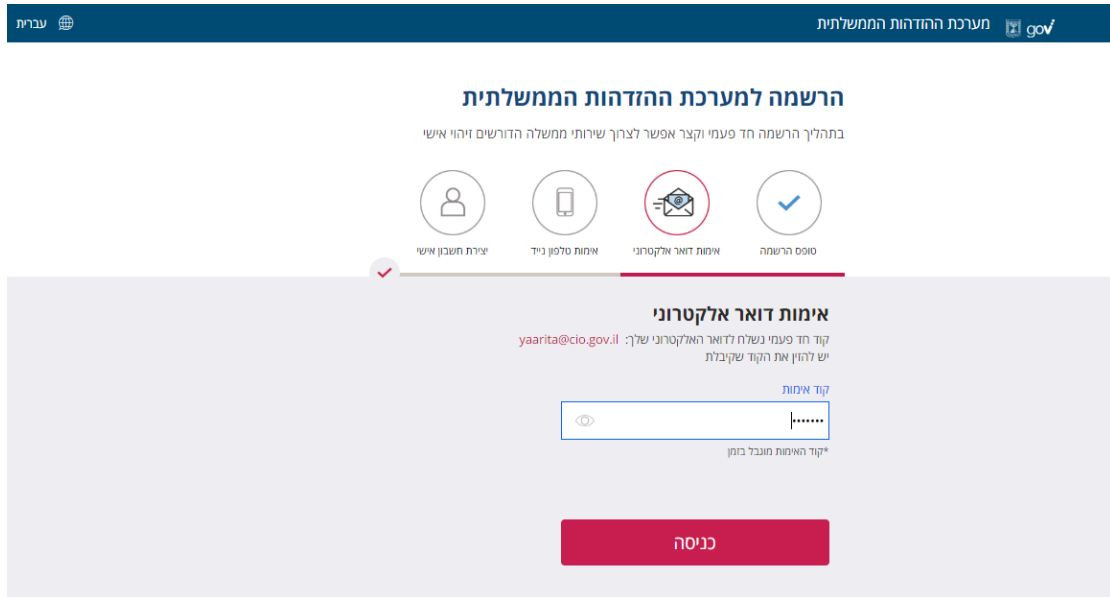 gov מערכת ההזדהות הממשלתית
עברית
הרשמה למערכת ההזדהות הממשלתית
בתהליך הרשמה חד פעמי וקצר אפשר לצרוך שירותי ממשלה הדורשים זיהוי אישי
טופס הרשמה
אימות דואר אלקטרוני
אימות טלפון נייד
יצירת חשבון אישי
אימות דואר אלקטרוני
קוד חד פעמי נשלח לדואר האלקטרוני שלך: yaarita@cio.gov.il
יש להזין את הקוד שקיבלת
קוד אימות
•••••••
*קוד האימות מוגבל בזמן
כניסה